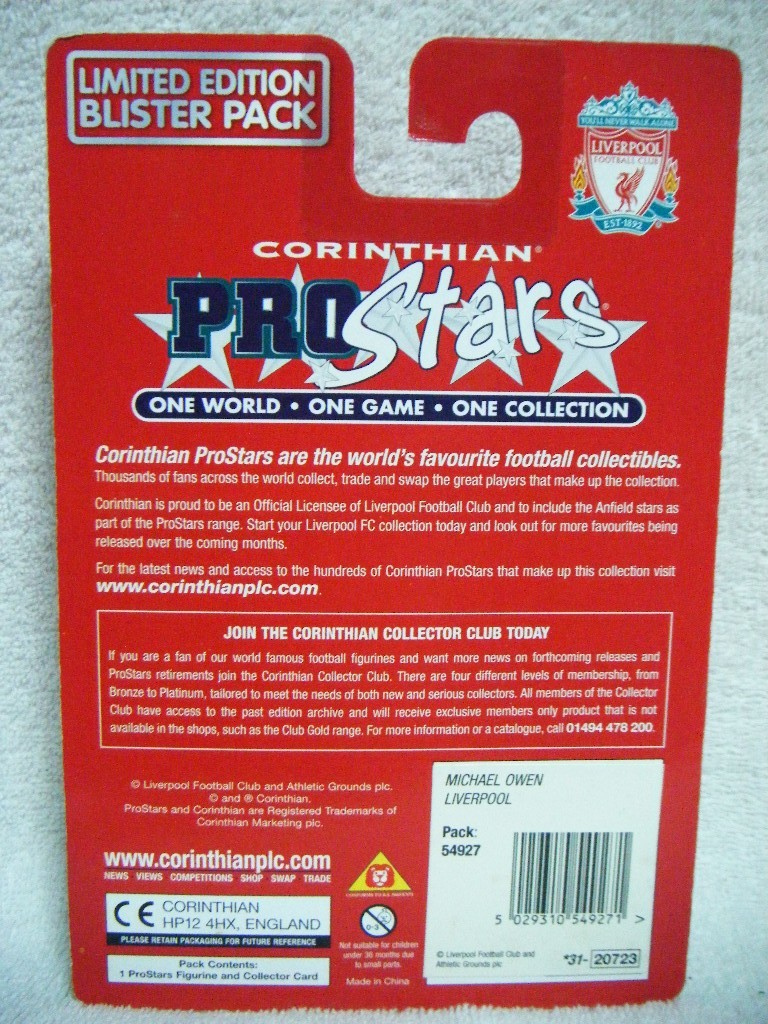 LIMITED EDITION
BLISTER PACK
YOU'LL NEVER WALK ALONE
LIVERPOOL
FOOTBALL CLUB
EST·1892
CORINTHIAN®
PROStars®
ONE WORLD • ONE GAME • ONE COLLECTION
Corinthian ProStars are the world's favourite football collectibles.
Thousands of fans across the world collect, trade and swap the great players that make up the collection.
Corinthian is proud to be an Official Licensee of Liverpool Football Club and to include the Anfield stars as
part of the ProStars range. Start your Liverpool FC collection today and look out for more favourites being
released over the coming months.
For the latest news and access to the hundreds of Corinthian ProStars that make up this collection visit
www.corinthianplc.com.
JOIN THE CORINTHIAN COLLECTOR CLUB TODAY
If you are a fan of our world famous football figurines and want more news on forthcoming releases and
ProStars retirements join the Corinthian Collector Club. There are four different levels of membership, from
Bronze to Platinum, tailored to meet the needs of both new and serious collectors. All members of the Collector
Club have access to the past edition archive and will receive exclusive members only product that is not
available in the shops, such as the Club Gold range. For more information or a catalogue, call 01494 478 200.
© Liverpool Football Club and Athletic Grounds plc.
© and ® Corinthian.
ProStars and Corinthian are Registered Trademarks of
Corinthian Marketing plc.
www.corinthianplc.com
NEWS VIEWS COMPETITIONS SHOP SWAP TRADE
CE CORINTHIAN
HP12 4HX, ENGLAND
PLEASE RETAIN PACKAGING FOR FUTURE REFERENCE
Pack Contents:
1 ProStars Figurine and Collector Card
0-3
Not suitable for children
under 36 months due
to small parts.
Made in China
MICHAEL OWEN
LIVERPOOL
Pack:
54927
5 029310 549271 >
© Liverpool Football Club and
Athletic Grounds plc
*31- 20723